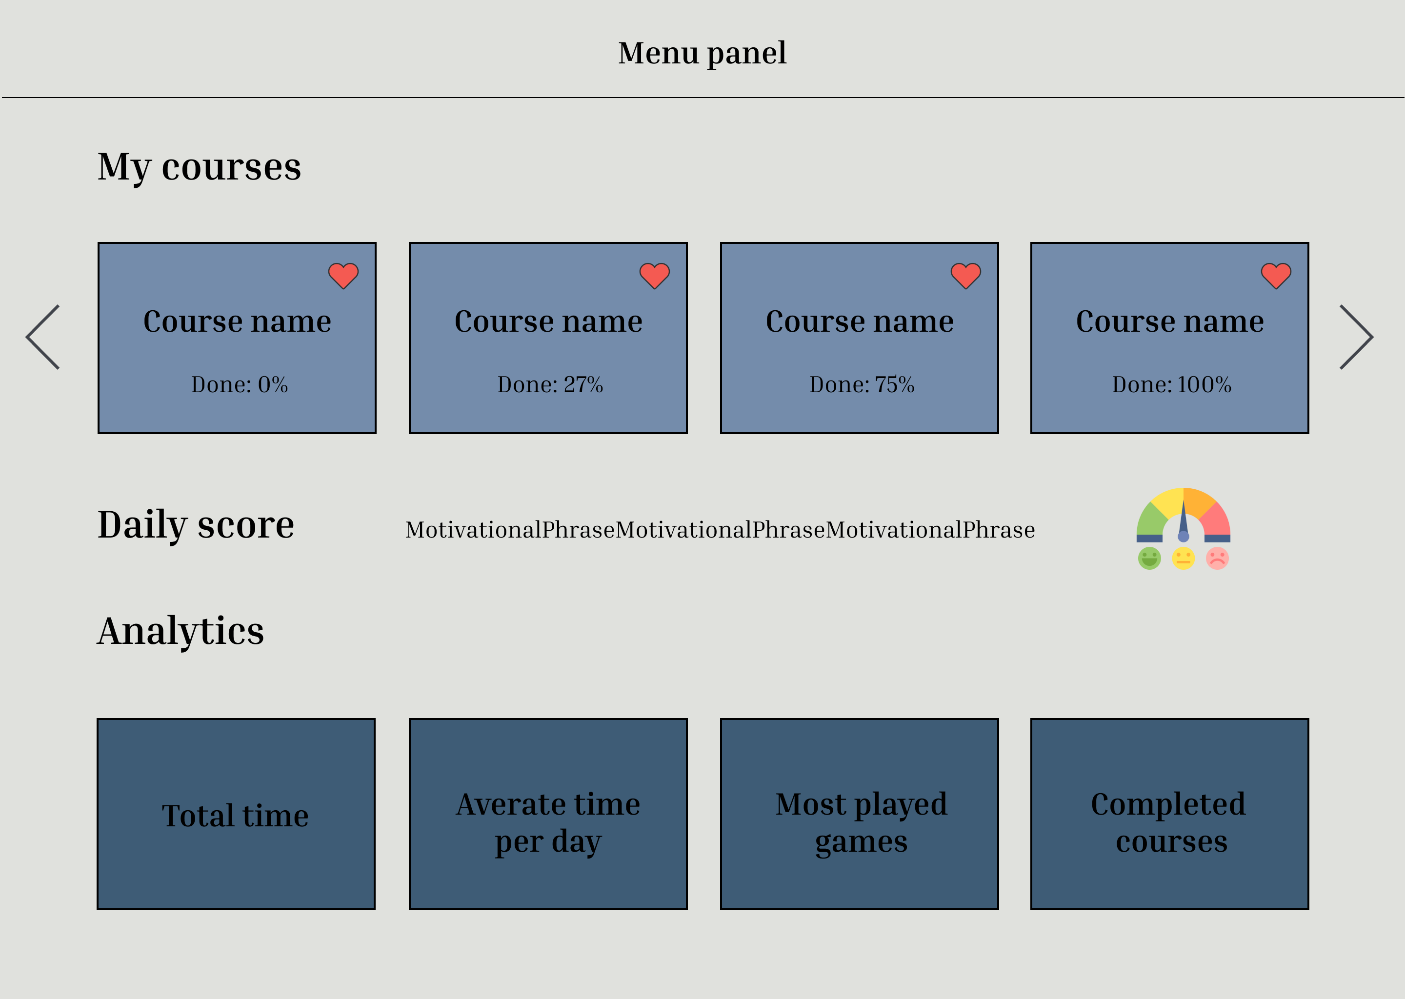 Menu panel
My courses
Course name
Done: 0%
Course name
Done: 27%
Course name
Done: 75%
Course name
Done: 100%
Daily score
MotivationalPhraseMotivationalPhraseMotivationalPhrase
Analytics
Total time
Averate time
per day
Most played
games
Completed
courses